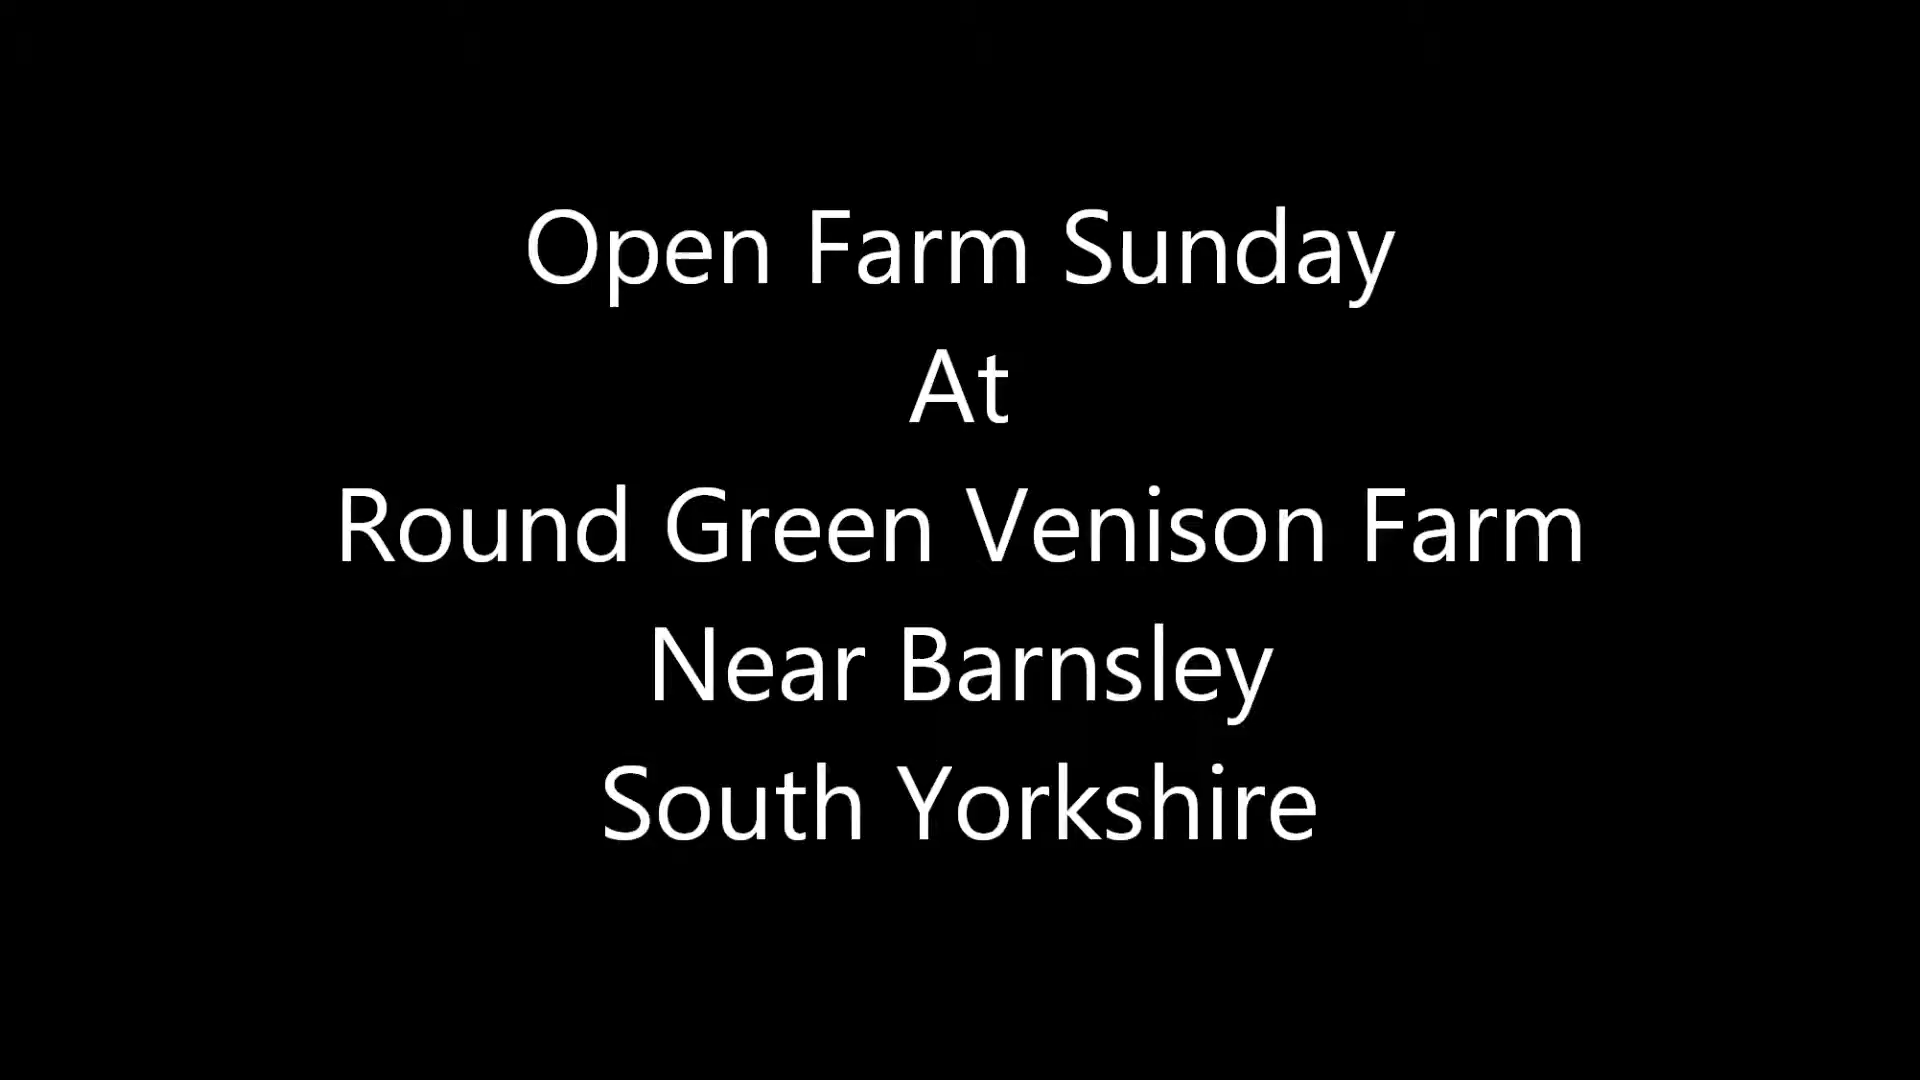 Open Farm Sunday
At
Round Green Venison Farm
Near Barnsley
South Yorkshire